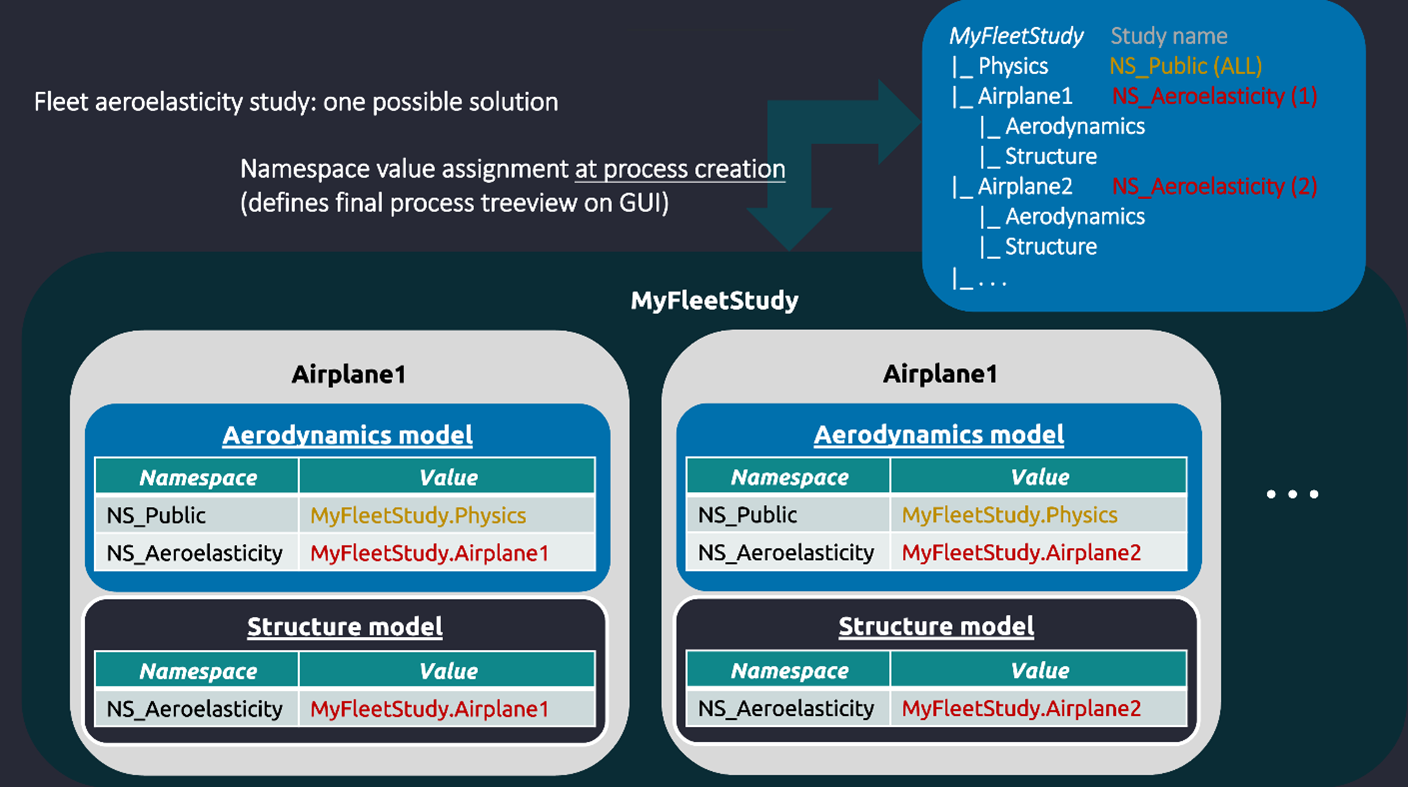 Fleet aeroelasticity study: one possible solution
Namespace value assignment at process creation
(defines final process treeview on GUI)
MyFleetStudy Study name
|_ Physics NS_Public (ALL)
|_ Airplane1 NS_Aeroelasticity (1)
|_ Aerodynamics
|_ Structure
|_ Airplane2 NS_Aeroelasticity (2)
|_ Aerodynamics
|_ Structure
|_ . . .
MyFleetStudy
Airplane1
Aerodynamics model
Namespace Value
NS_Public MyFleetStudy.Physics
NS_Aeroelasticity MyFleetStudy.Airplane1
Structure model
Namespace Value
NS_Aeroelasticity MyFleetStudy.Airplane1
Airplane1
Aerodynamics model
Namespace Value
NS_Public MyFleetStudy.Physics
NS_Aeroelasticity MyFleetStudy.Airplane2
Structure model
Namespace Value
NS_Aeroelasticity MyFleetStudy.Airplane2
...